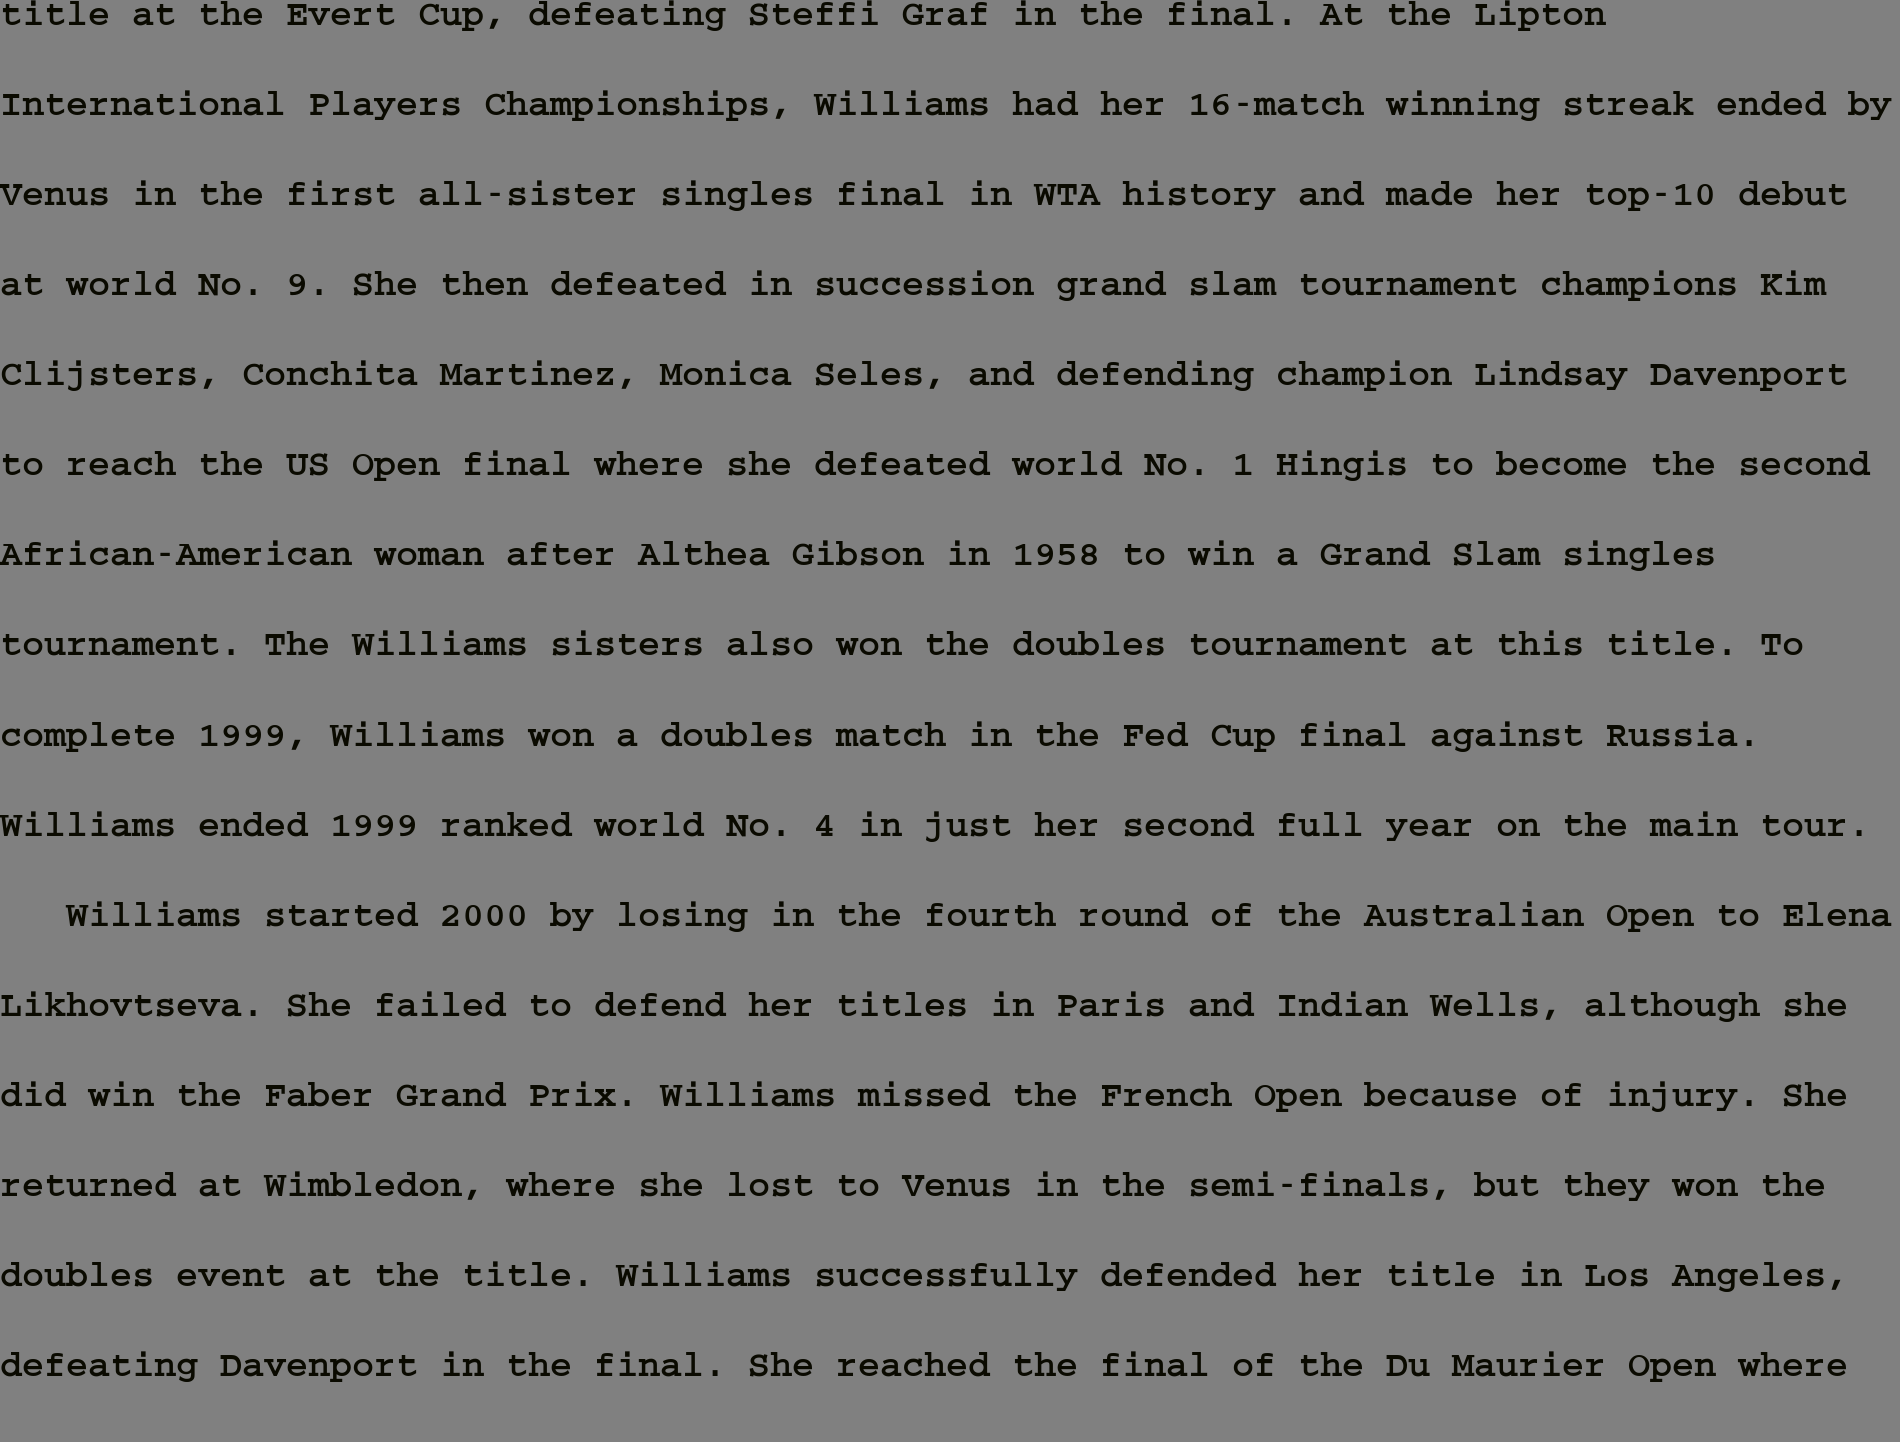 title at the Evert Cup, defeating Steffi Graf in the final. At the Lipton
International Players Championships, Williams had her 16-match winning streak ended by
Venus in the first all-sister singles final in WTA history and made her top-10 debut
at world No. 9. She then defeated in succession grand slam tournament champions Kim
Clijsters, Conchita Martinez, Monica Seles, and defending champion Lindsay Davenport
to reach the US Open final where she defeated world No. 1 Hingis to become the second
African-American woman after Althea Gibson in 1958 to win a Grand Slam singles
tournament. The Williams sisters also won the doubles tournament at this title. To
complete 1999, Williams won a doubles match in the Fed Cup final against Russia.
Williams ended 1999 ranked world No. 4 in just her second full year on the main tour.
Williams started 2000 by losing in the fourth round of the Australian Open to Elena
Likhovtseva. She failed to defend her titles in Paris and Indian Wells, although she
did win the Faber Grand Prix. Williams missed the French Open because of injury. She
returned at Wimbledon, where she lost to Venus in the semi-finals, but they won the
doubles event at the title. Williams successfully defended her title in Los Angeles,
defeating Davenport in the final. She reached the final of the Du Maurier Open where